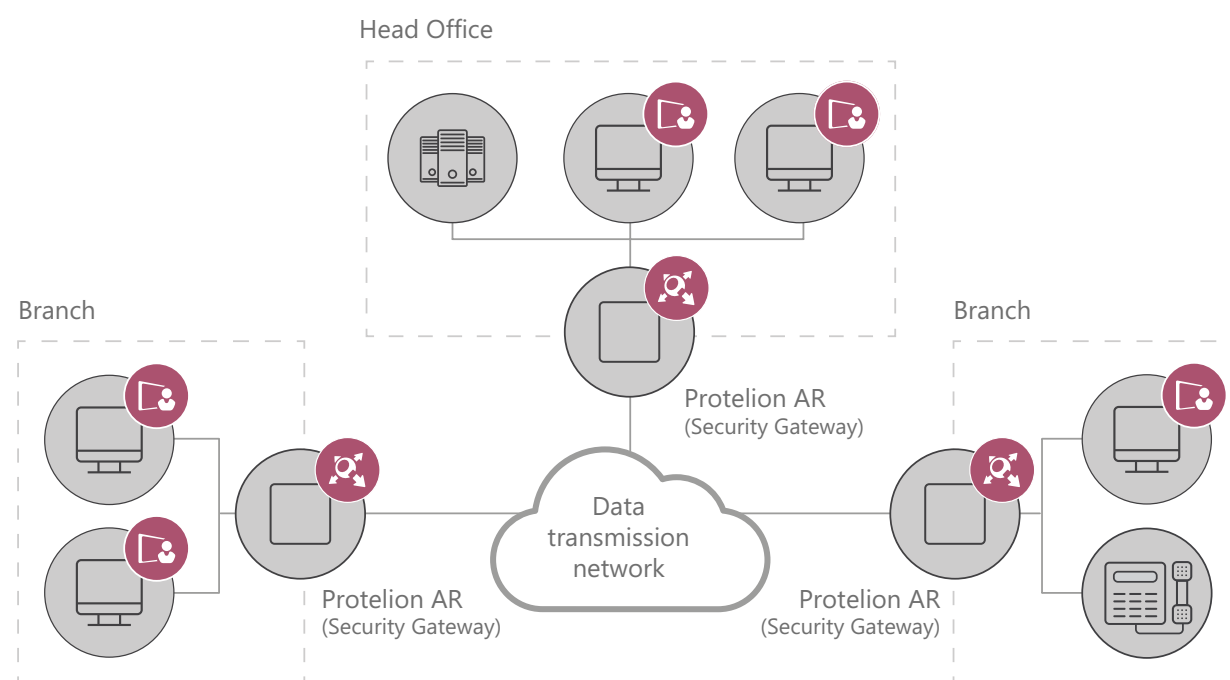 Head Office
Branch
Branch
Protelion AR
(Security Gateway)
Data
transmission
network
Protelion AR
(Security Gateway)
Protelion AR
(Security Gateway)